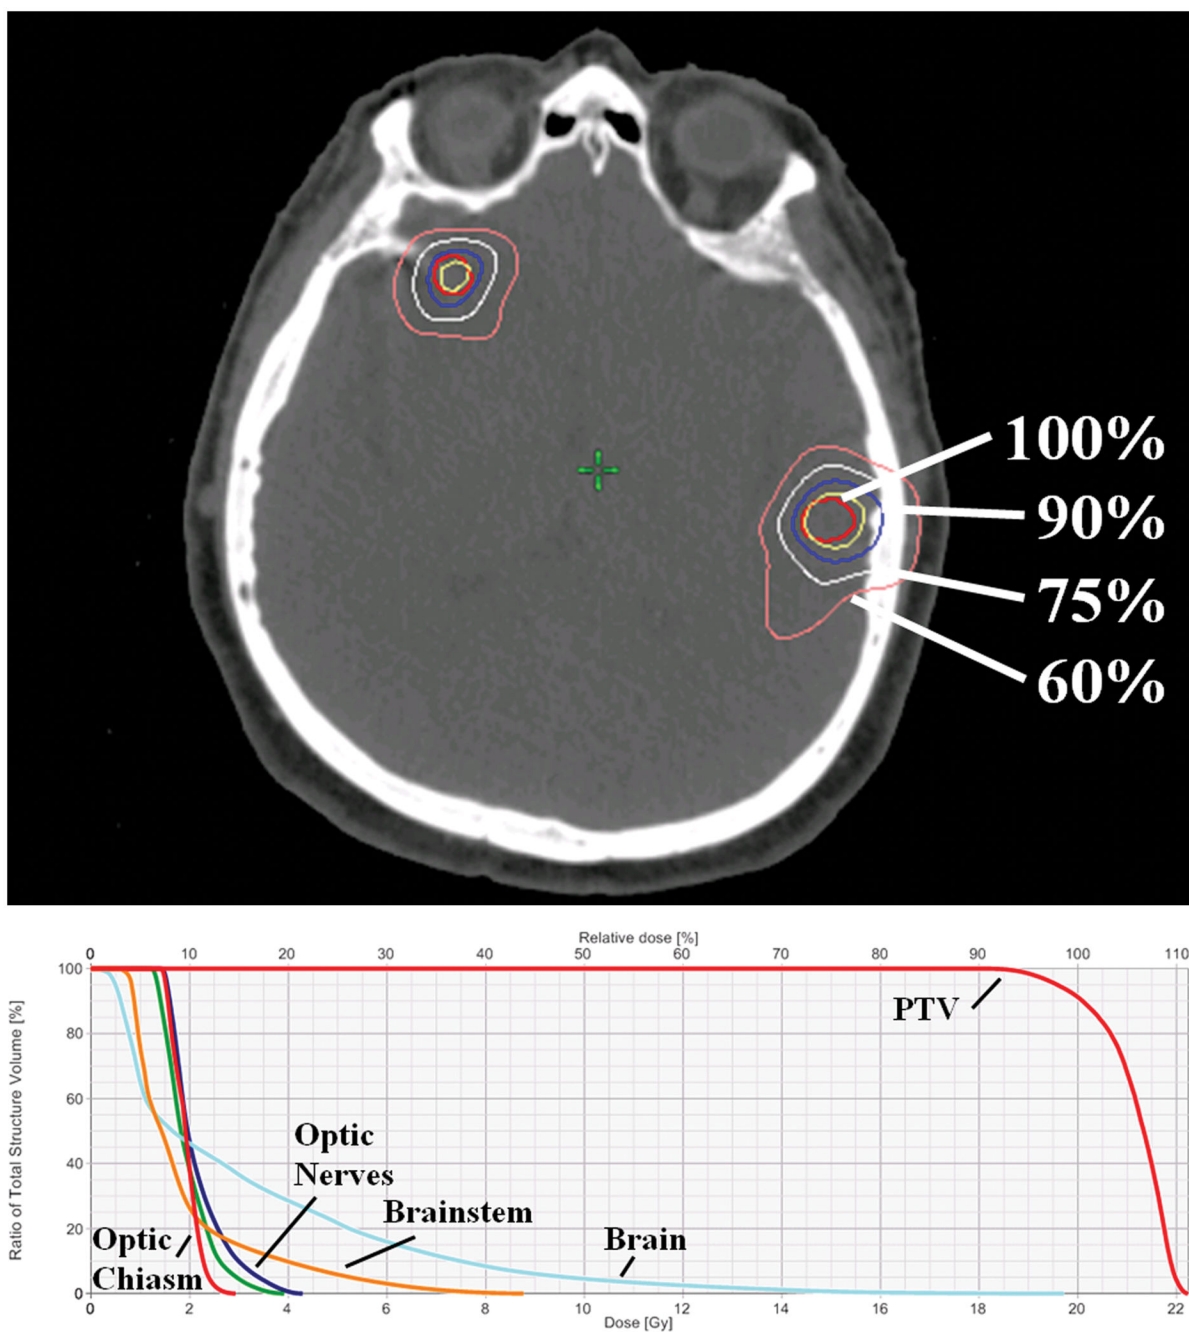 100%
90%
75%
60%
Relative dose [%]
0 10 20 30 40 50 60 70 80 90 100 110
Ratio of Total Structure Volume [%]
100
80
60
40
20
0
PTV
Optic
Nerves
Brainstem
Brain
Optic
Chiasm
0 2 4 6 8 10 12 14 16 18 20 22
Dose [Gy]